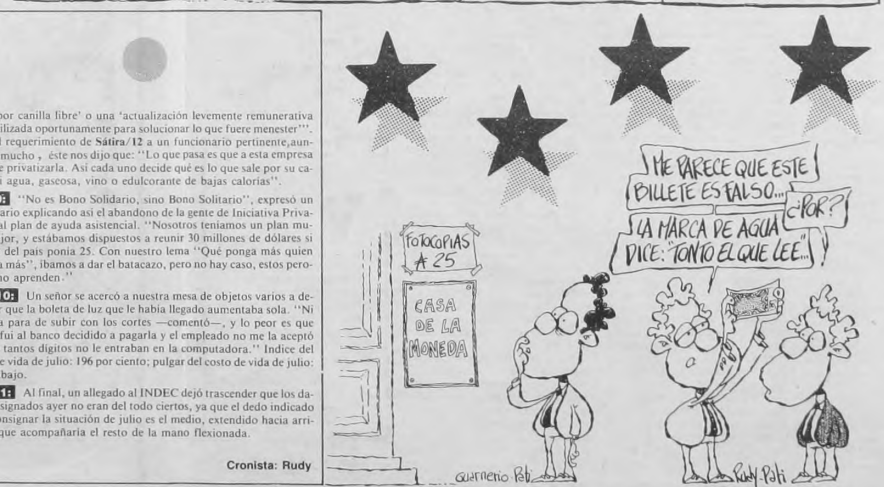 por canilla libre' o una 'actualización levemente remunerativa
ilizada oportunamente para solucionar lo que fuere menester'".
l requerimiento de Sátira/12 a un funcionario pertinente,aun-
mucho , éste nos dijo que: "Lo que pasa es que a esta empresa
e privatizarla. Así cada uno decide qué es lo que sale por su ca-
i agua, gaseosa, vino o edulcorante de bajas calorías".
"No es Bono Solidario, sino Bono Solitario", expresó un
ario explicando así el abandono de la gente de Iniciativa Priva-
al plan de ayuda asistencial. "Nosotros teníamos un plan mu-
jor, y estábamos dispuestos a reunir 30 millones de dólares si
del país ponía 25. Con nuestro lema "Qué ponga más quien
a más", íbamos a dar el batacazo, pero no hay caso, estos pero-
no aprenden."
10: Un señor se acercó a nuestra mesa de objetos varios a de-
r que la boleta de luz que le había llegado aumentaba sola. "Ni
a para de subir con los cortes —comentó—, y lo peor es que
fui al banco decidido a pagarla y el empleado no me la aceptó
tantos dígitos no le entraban en la computadora." Indice del
e vida de julio: 196 por ciento; pulgar del costo de vida de julio:
bajo.
1: Al final, un allegado al INDEC dejó trascender que los da-
signados ayer no eran del todo ciertos, ya que el dedo indicado
onsignar la situación de julio es el medio, extendido hacia arri-
que acompañaría el resto de la mano flexionada.
Cronista: Rudy
FOTOCOPIAS
₳ 25
CASA
DE LA
MONEDA
ME PARECE QUE ESTE
BILLETE ES FALSO...
¿POR?
LA MARCA DE AGUA
DICE: "TONTO EL QUE LEE"...
Guarnerio Pati
Rudy-Pati